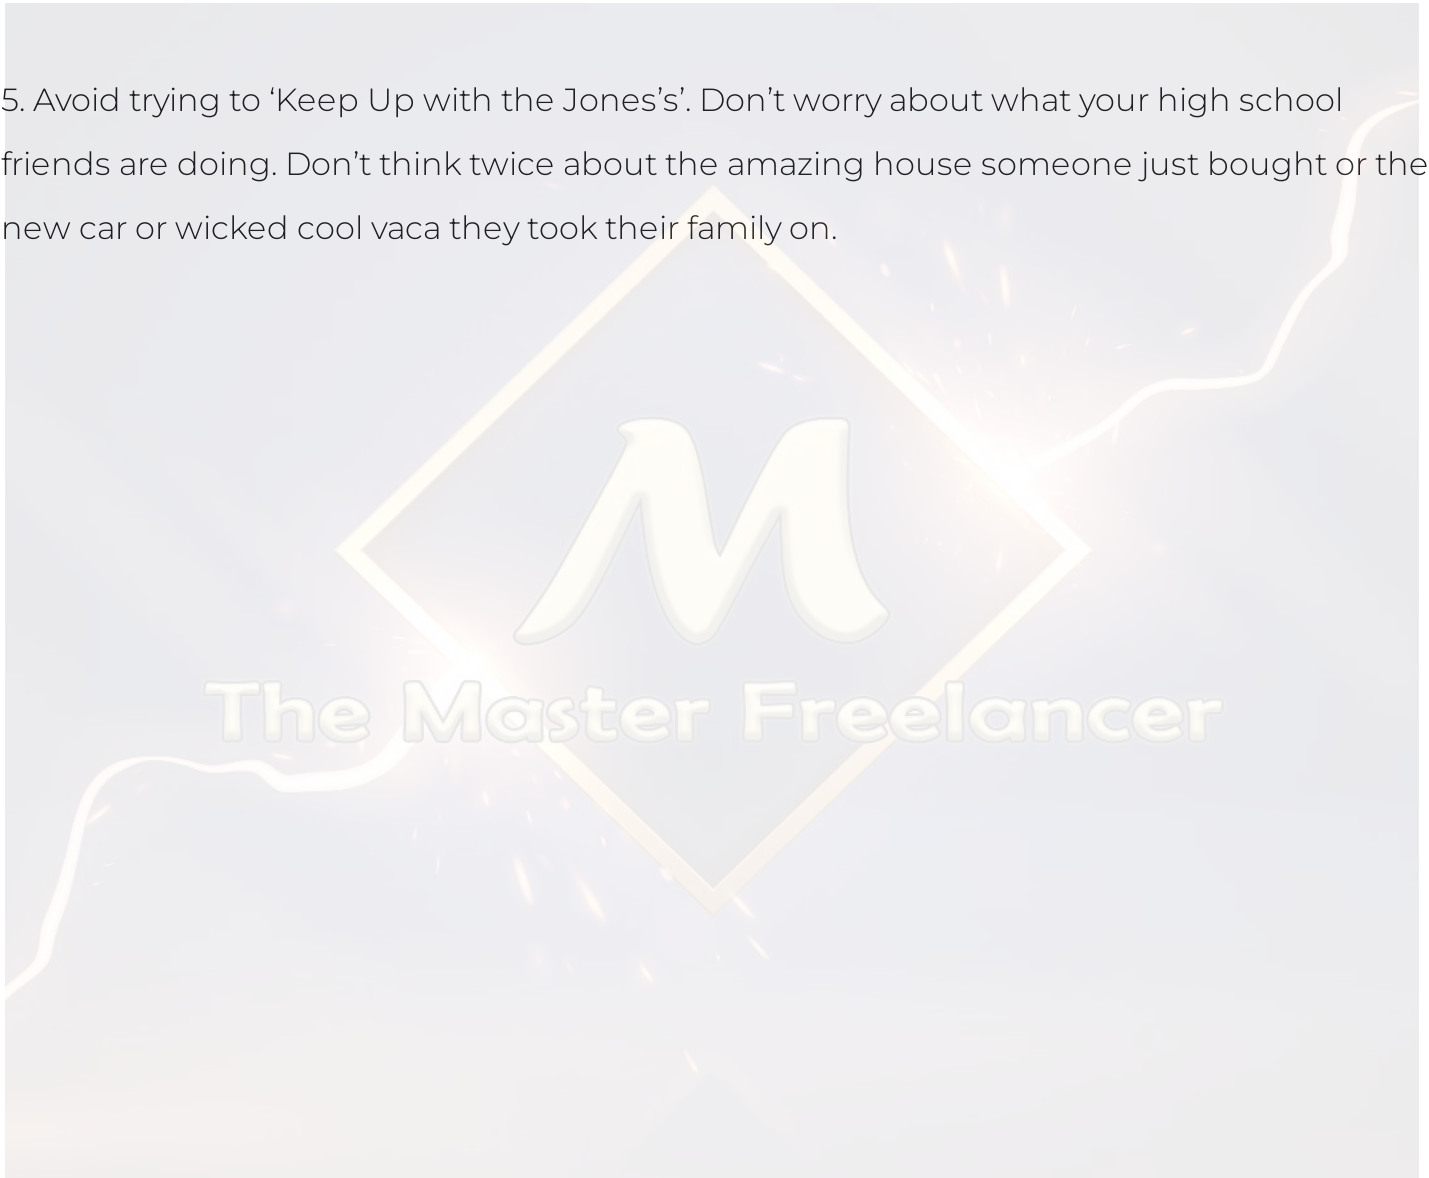 5. Avoid trying to ‘Keep Up with the Jones’s’. Don’t worry about what your high school
friends are doing. Don’t think twice about the amazing house someone just bought or the
new car or wicked cool vaca they took their family on.
M
The Master Freelancer